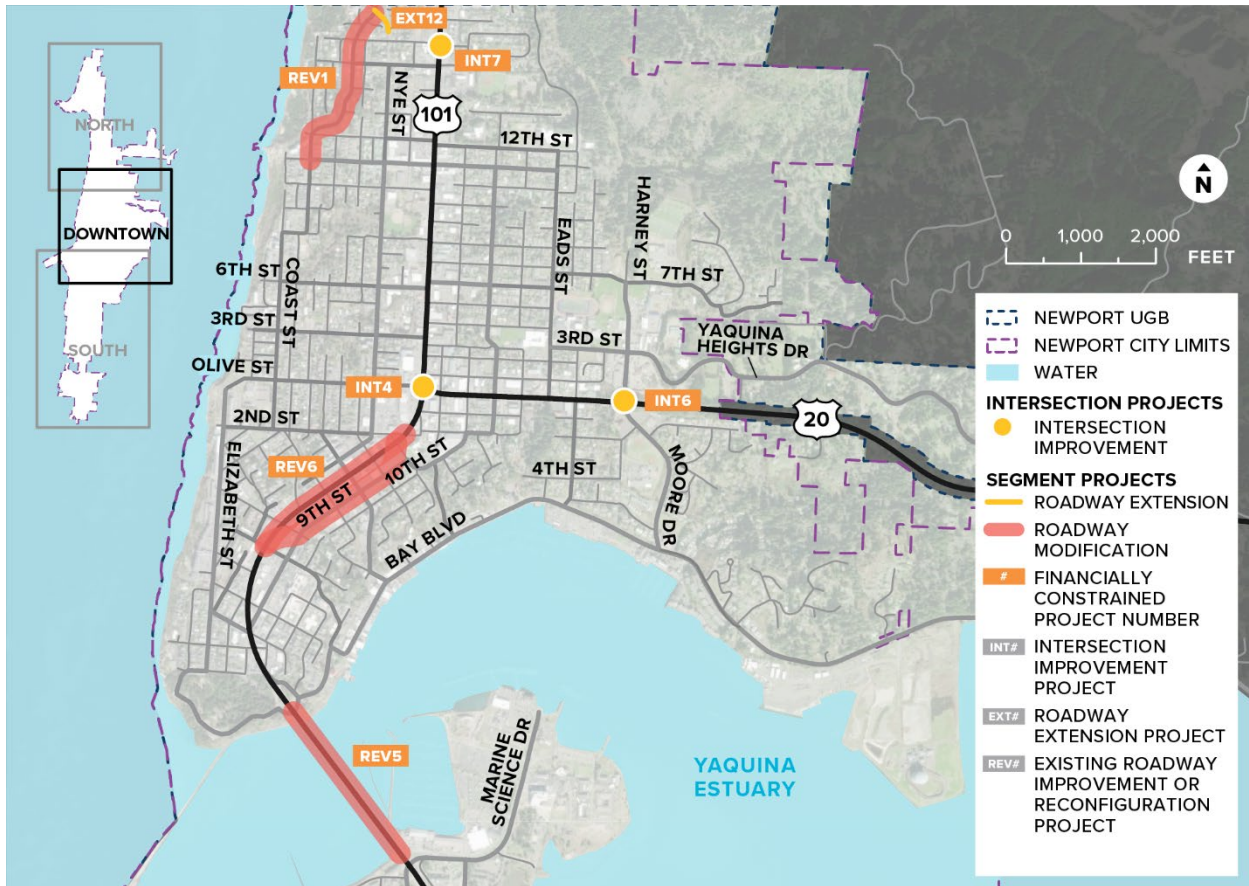 EXT12
INT7
REV1
NYE ST
101
NORTH
12TH ST
N
HARNEY ST
DOWNTOWN
EADS ST
0 1,000 2,000
FEET
6TH ST
COAST ST
7TH ST
3RD ST
3RD ST
YAQUINA
HEIGHTS DR
SOUTH
OLIVE ST
INT4
INT6
20
2ND ST
REV6
10TH ST
9TH ST
4TH ST
MOORE DR
ELIZABETH ST
BAY BLVD
REV5
MARINE
SCIENCE DR
YAQUINA
ESTUARY
NEWPORT UGB
NEWPORT CITY LIMITS
WATER
INTERSECTION PROJECTS
INTERSECTION
IMPROVEMENT
SEGMENT PROJECTS
ROADWAY EXTENSION
ROADWAY
MODIFICATION
# FINANCIALLY
CONSTRAINED
PROJECT NUMBER
INT# INTERSECTION
IMPROVEMENT
PROJECT
EXT# ROADWAY
EXTENSION PROJECT
REV# EXISTING ROADWAY
IMPROVEMENT OR
RECONFIGURATION
PROJECT